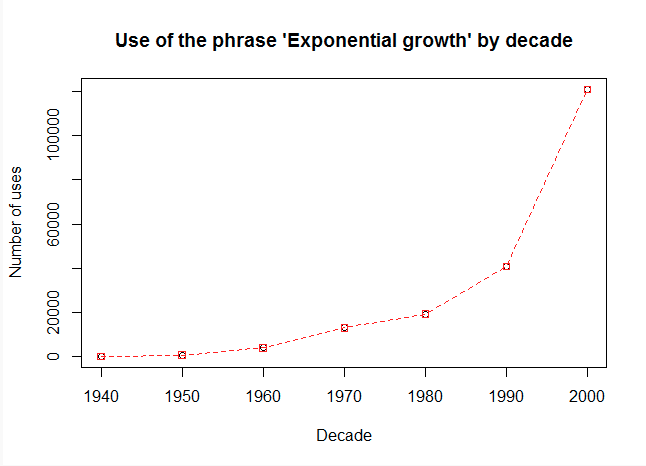 Use of the phrase 'Exponential growth' by decade
Number of uses
100000
60000
20000
0
1940 1950 1960 1970 1980 1990 2000
Decade